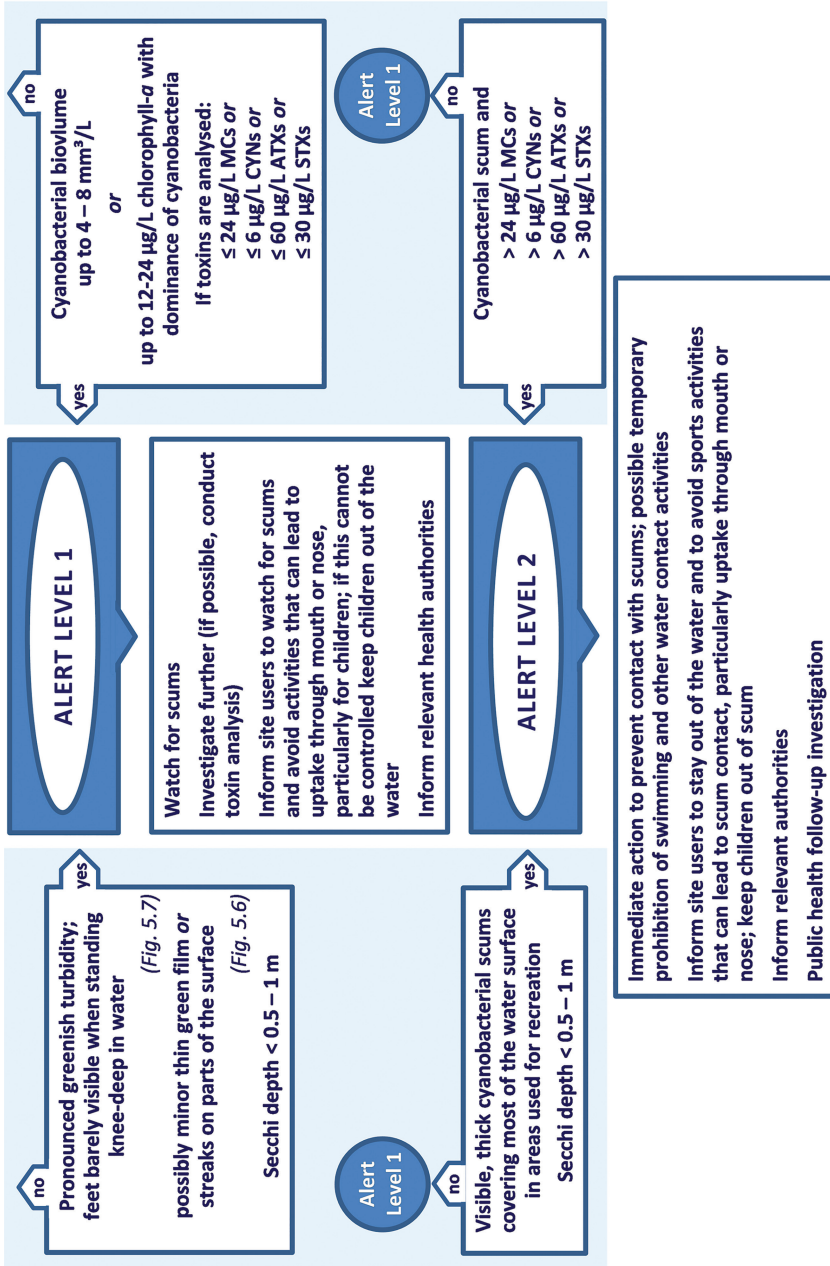 no
Pronounced greenish turbidity;
feet barely visible when standing
knee-deep in water
(Fig. 5.7)
possibly minor thin green film or
streaks on parts of the surface
(Fig. 5.6)
Secchi depth < 0.5 – 1 m
yes
ALERT LEVEL 1
yes
no
Cyanobacterial biovlume
up to 4 – 8 mm³/L
or
up to 12-24 µg/L chlorophyll-a with
dominance of cyanobacteria
If toxins are analysed:
≤ 24 µg/L MCs or
≤ 6 µg/L CYNs or
≤ 60 µg/L ATXs or
≤ 30 µg/L STXs
Watch for scums
Investigate further (if possible, conduct
toxin analysis)
Inform site users to watch for scums
and avoid activities that can lead to
uptake through mouth or nose,
particularly for children; if this cannot
be controlled keep children out of the
water
Inform relevant health authorities
Alert
Level 1
no
Visible, thick cyanobacterial scums
covering most of the water surface
in areas used for recreation
Secchi depth < 0.5 – 1 m
yes
ALERT LEVEL 2
yes
Alert
Level 1
no
Cyanobacterial scum and
> 24 µg/L MCs or
> 6 µg/L CYNs or
> 60 µg/L ATXs or
> 30 µg/L STXs
Immediate action to prevent contact with scums; possible temporary
prohibition of swimming and other water contact activities
Inform site users to stay out of the water and to avoid sports activities
that can lead to scum contact, particularly uptake through mouth or
nose; keep children out of scum
Inform relevant authorities
Public health follow-up investigation